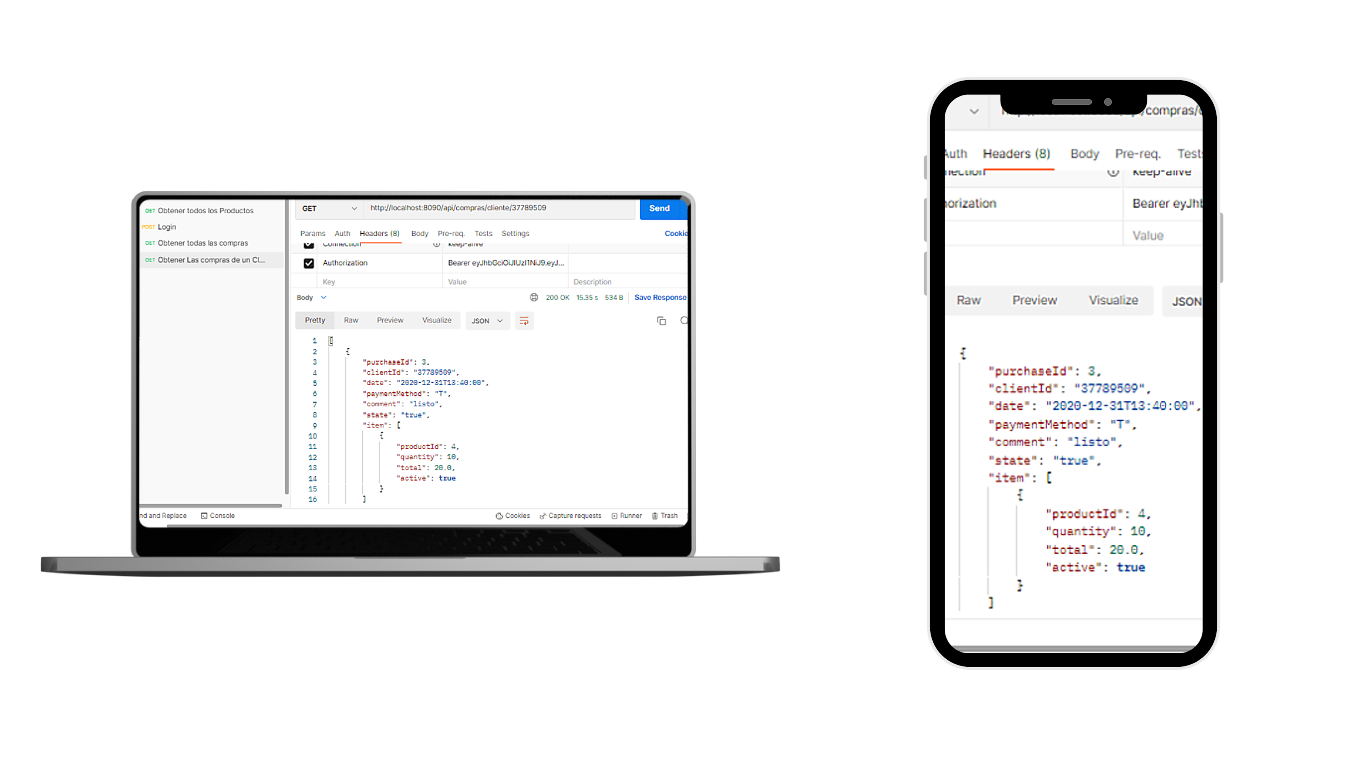 GET Obtener todos los Productos
POST Login
GET Obtener todas las compras
GET Obtener Las compras de un Cl...
GET http://localhost:8090/api/compras/cliente/37789509 Send
Params Auth Headers (8) Body Pre-req. Tests Settings Cookie
Connection keep-alive
Authorization Bearer eyJhbGciOiJIUzI1NiJ9.eyJ...
Key Value Description
Body 200 OK 15.35 s 534 B Save Response
Pretty Raw Preview Visualize JSON
1 [
2 {
3 "purchaseId": 3,
4 "clientId": "37789509",
5 "date": "2020-12-31T13:40:00",
6 "paymentMethod": "T",
7 "comment": "listo",
8 "state": "true",
9 "item": [
10 {
11 "productId": 4,
12 "quantity": 10,
13 "total": 20.0,
14 "active": true
15 }
16 ]
nd and Replace Console Cookies Capture requests Runner Trash
/compras/c
Auth Headers (8) Body Pre-req. Tests
nnection keep-alive
horization Bearer eyJhb
Value
Raw Preview Visualize JSON
{
"purchaseId": 3,
"clientId": "37789509",
"date": "2020-12-31T13:40:00",
"paymentMethod": "T",
"comment": "listo",
"state": "true",
"item": [
{
"productId": 4,
"quantity": 10,
"total": 20.0,
"active": true
}
]